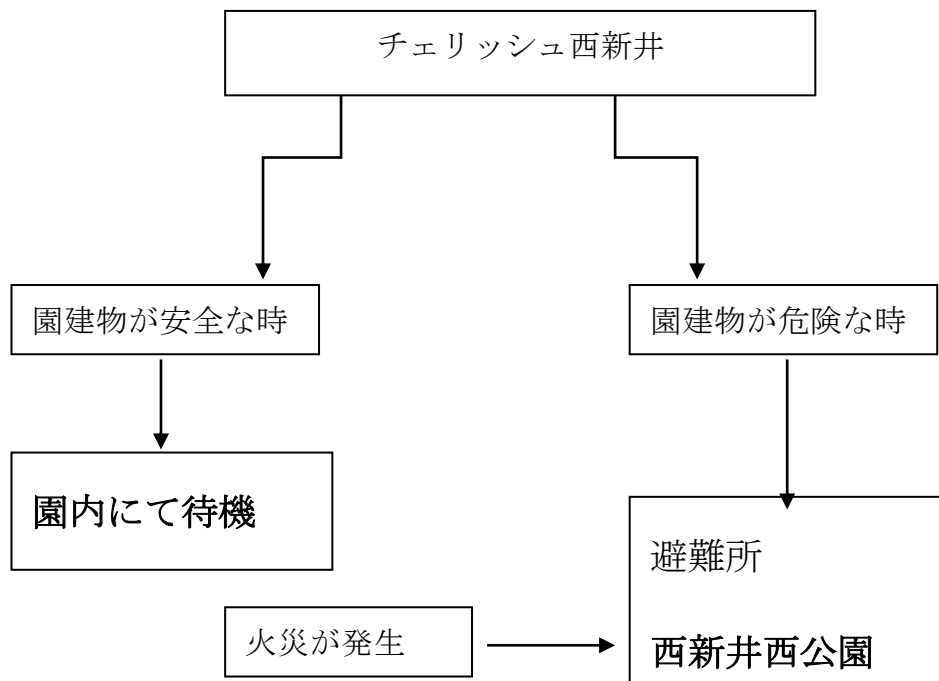 チェリッシュ西新井
園建物が安全な時
園建物が危険な時
園内にて待機
避難所
火災が発生
西新井西公園